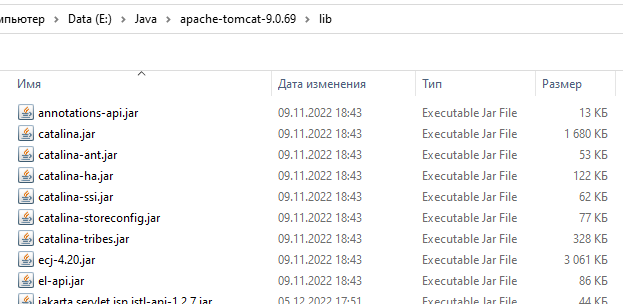 мпьютер > Data (E:) > Java > apache-tomcat-9.0.69 > lib
Имя Дата изменения Тип Размер
annotations-api.jar 09.11.2022 18:43 Executable Jar File 13 КБ
catalina.jar 09.11.2022 18:43 Executable Jar File 1 680 КБ
catalina-ant.jar 09.11.2022 18:43 Executable Jar File 53 КБ
catalina-ha.jar 09.11.2022 18:43 Executable Jar File 122 КБ
catalina-ssi.jar 09.11.2022 18:43 Executable Jar File 62 КБ
catalina-storeconfig.jar 09.11.2022 18:43 Executable Jar File 77 КБ
catalina-tribes.jar 09.11.2022 18:43 Executable Jar File 328 КБ
ecj-4.20.jar 09.11.2022 18:43 Executable Jar File 3 061 КБ
el-api.jar 09.11.2022 18:43 Executable Jar File 86 КБ
jakarta.servlet.jsp.jstl-api-1.2.7.jar 05.12.2022 17:51 Executable Jar File 44 КБ